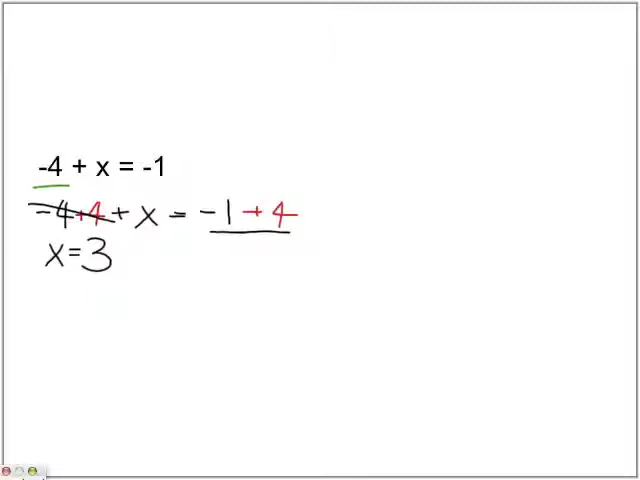 -4 + x = -1
-4+4+x=-1+4
x=3